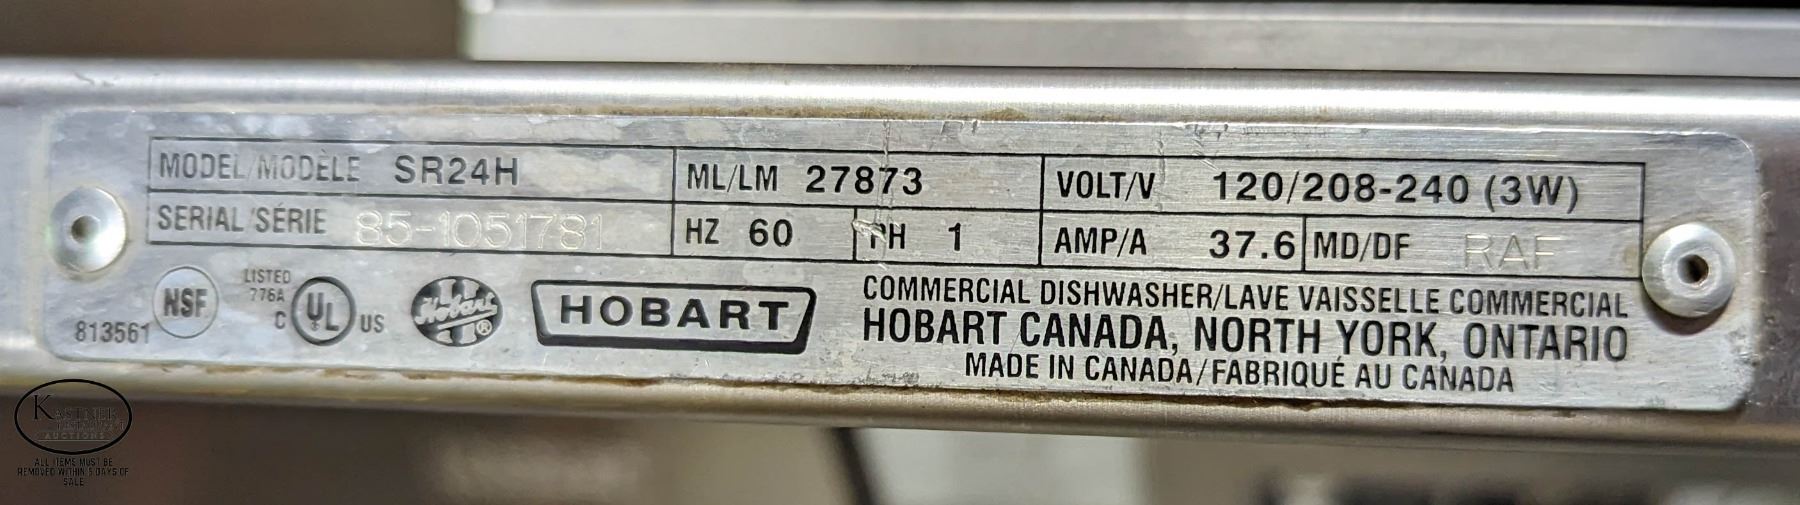 MODEL/MODÈLE SR24H ML/LM 27873 VOLT/V 120/208-240 (3W)
SERIAL/SÉRIE 85-1051781 HZ 60 PH 1 AMP/A 37.6 MD/DF RAF
NSF
LISTED
776A
C UL US
Hobart ®
HOBART
813561
COMMERCIAL DISHWASHER/LAVE VAISSELLE COMMERCIAL
HOBART CANADA, NORTH YORK, ONTARIO
MADE IN CANADA/FABRIQUÉ AU CANADA
KASTNER
AUCTIONS
ALL ITEMS MUST BE
REMOVED WITHIN 5 DAYS OF
SALE